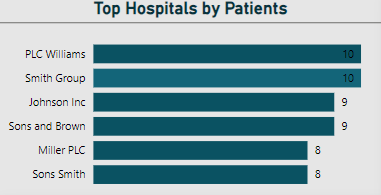 Top Hospitals by Patients
PLC Williams 10
Smith Group 10
Johnson Inc 9
Sons and Brown 9
Miller PLC 8
Sons Smith 8